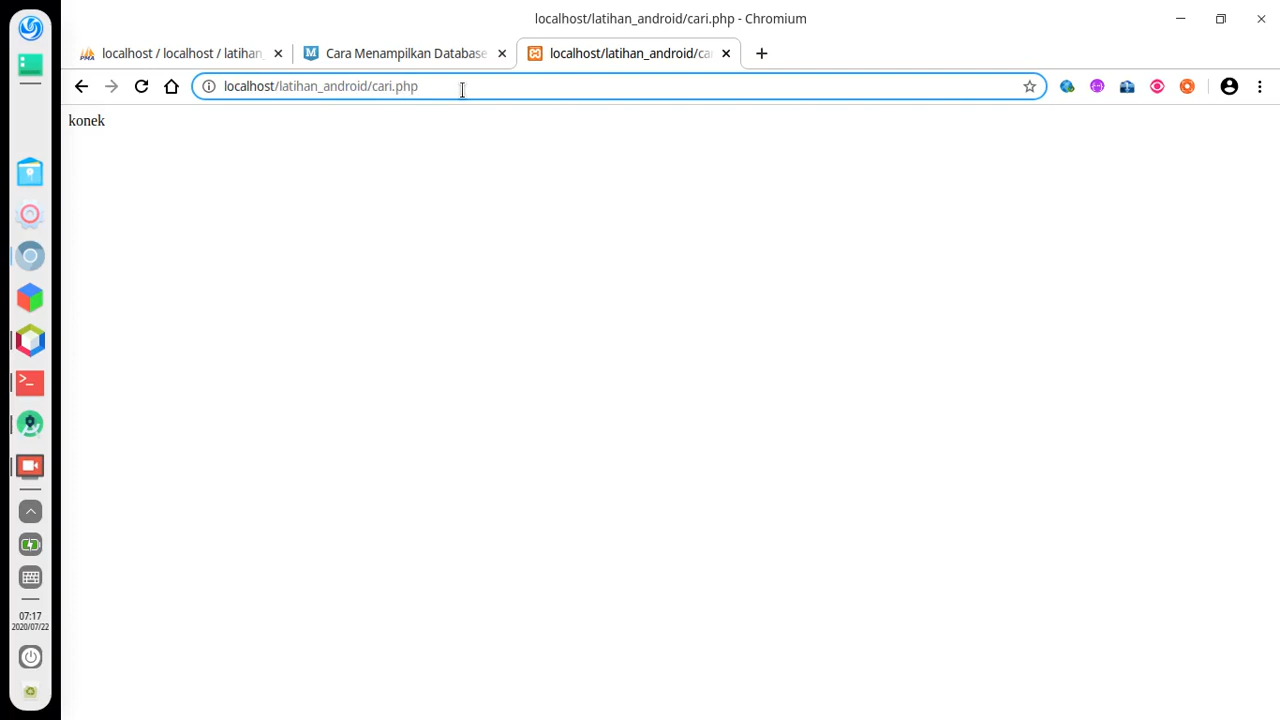 localhost/latihan_android/cari.php - Chromium
localhost / localhost / latihan_
Cara Menampilkan Database
localhost/latihan_android/ca
localhost/latihan_android/cari.php
konek
07:17
2020/07/22